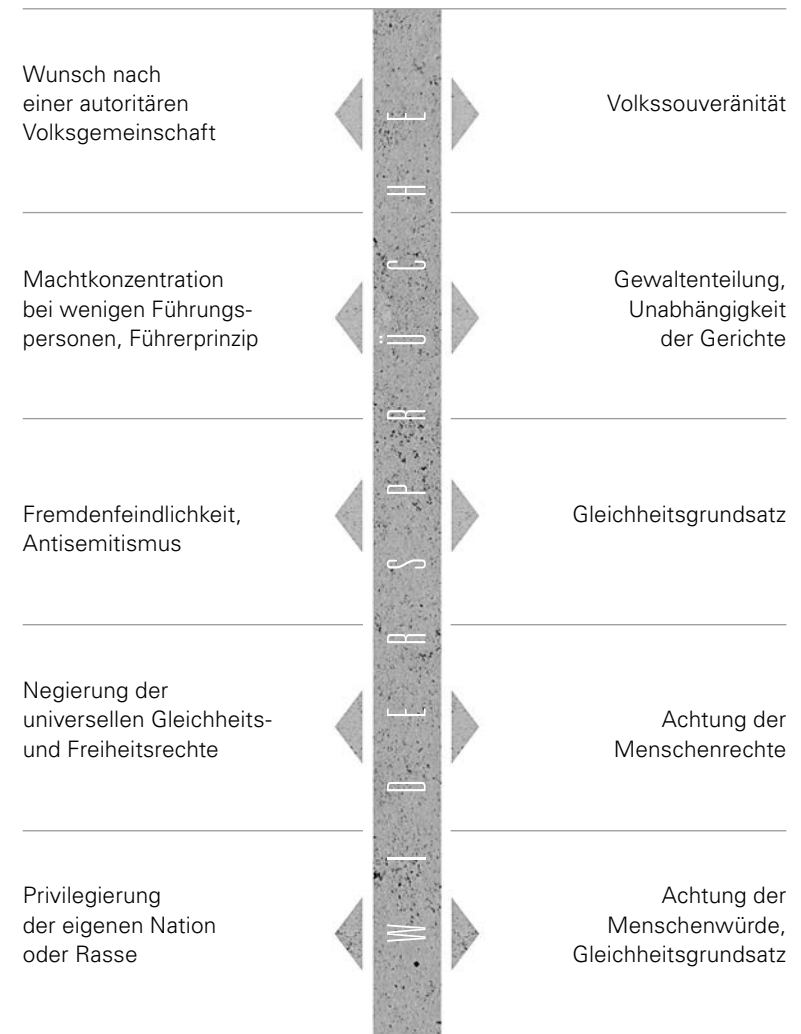 Wunsch nach
einer autoritären
Volksgemeinschaft
Volkssouveränität
Machtkonzentration
bei wenigen Führungs-
personen, Führerprinzip
Gewaltenteilung,
Unabhängigkeit
der Gerichte
Fremdenfeindlichkeit,
Antisemitismus
Gleichheitsgrundsatz
Negierung der
universellen Gleichheits-
und Freiheitsrechte
Achtung der
Menschenrechte
Privilegierung
der eigenen Nation
oder Rasse
Achtung der
Menschenwürde,
Gleichheitsgrundsatz
WIDERSPRÜCHE